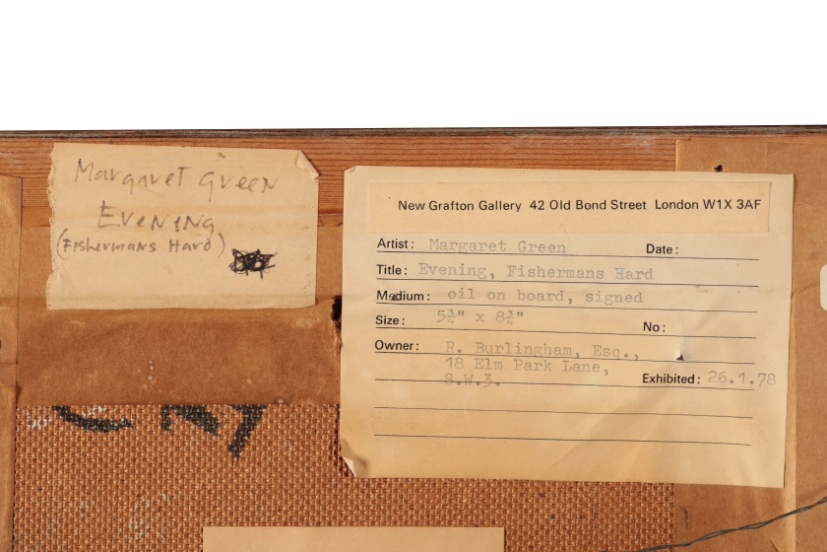 Margaret Green
EVENING
(Fishermans Hard)
New Grafton Gallery 42 Old Bond Street London W1X 3AF
Artist: Margaret Green Date:
Title: Evening, Fishermans Hard
Medium: oil on board, signed
Size: 5¾" x 8¾"
No:
Owner: R. Burlingham, Esq.,
18 Elm Park Lane,
S.W.3. Exhibited: 26.1.78